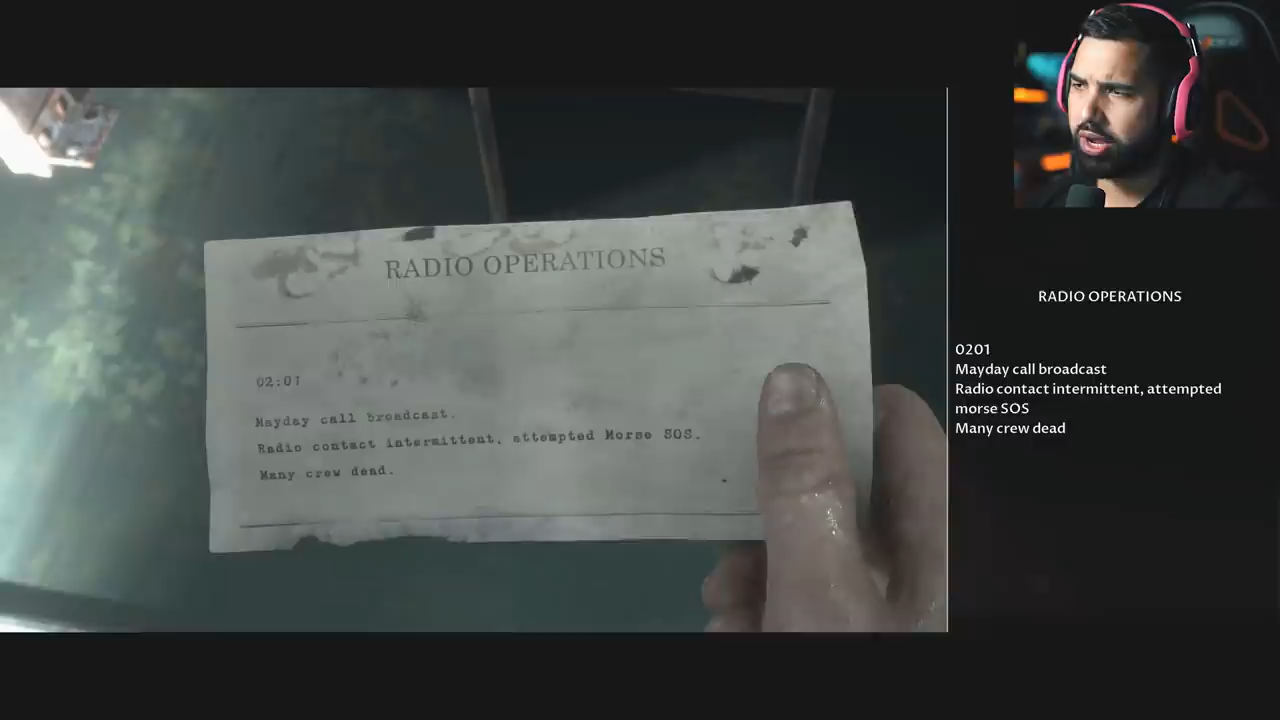 RADIO OPERATIONS
02:01
Mayday call broadcast.
Radio contact intermittent, attempted Morse SOS.
Many crew dead.
RADIO OPERATIONS
0201
Mayday call broadcast
Radio contact intermittent, attempted
morse SOS
Many crew dead